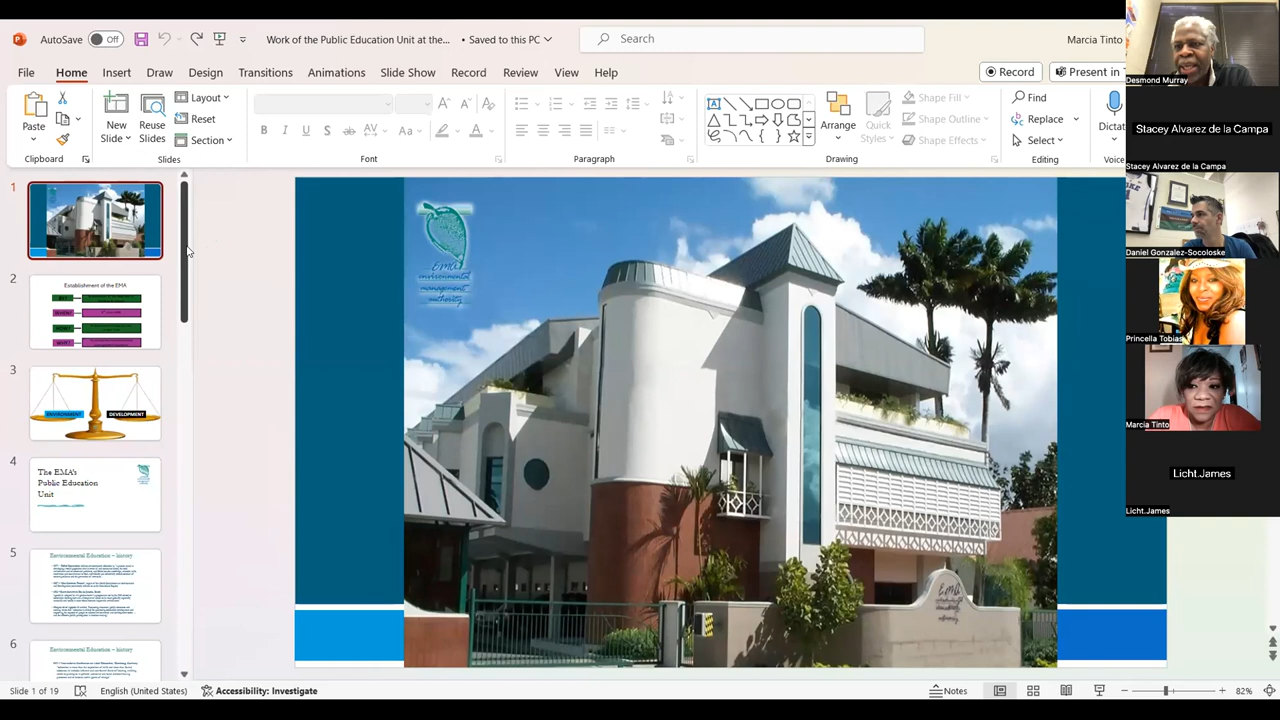 AutoSave Off
Work of the Public Education Unit at the... • Saved to this PC
Search
Marcia Tinto
File Home Insert Draw Design Transitions Animations Slide Show Record Review View Help
Record
Present in T
Paste
Clipboard
New Slide
Reuse Slides
Layout
Reset
Section
Slides
Font
Paragraph
Arrange
Quick Styles
Shape Fill
Shape Outline
Shape Effects
Drawing
Find
Replace
Select
Editing
Dictat
Voic
1
2
Establishment of the EMA
3
ENVIRONMENT
DEVELOPMENT
4
The EMA's
Public Education
Unit
5
Environmental Education – history
6
Environmental Education – history
EMA
environmental
management
authority
EMA
Desmond Murray
Stacey Alvarez de la Campa
Stacey Alvarez de la Campa
Daniel Gonzalez-Socoloske
Princella Tobias
Marcia Tinto
Licht.James
Licht.James
Slide 1 of 19
English (United States)
Accessibility: Investigate
Notes
82%